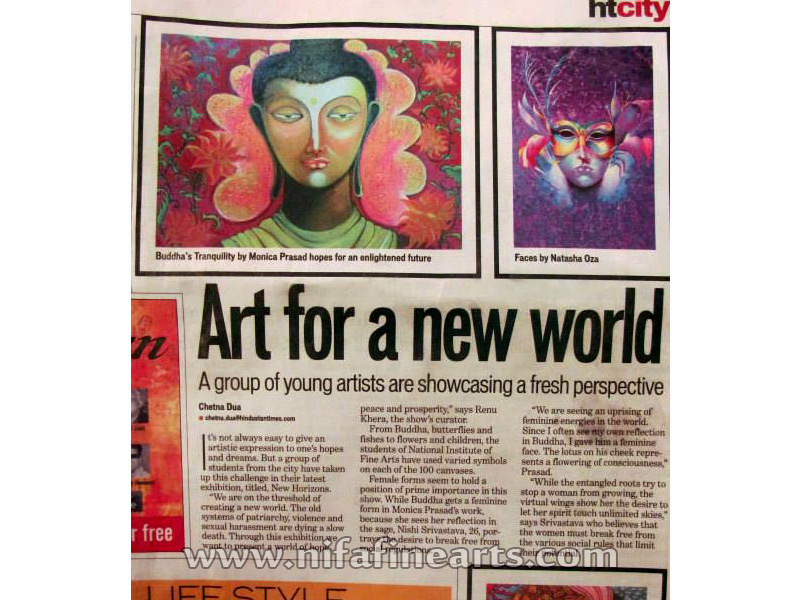 htcity
Buddha's Tranquility by Monica Prasad hopes for an enlightened future
Faces by Natasha Oza
Art for a new world
A group of young artists are showcasing a fresh perspective
Chetna Dua
chetna.dua@hindustantimes.com
It's not always easy to give an
artistic expression to one's hopes
and dreams. But a group of
students from the city have taken
up this challenge in their latest
exhibition, titled, New Horizons.
"We are on the threshold of
creating a new world. The old
systems of patriarchy, violence and
sexual harassment are dying a slow
death. Through this exhibition we
want to present a world of hope,
peace and prosperity," says Renu
Khera, the show's curator.
From Buddha, butterflies and
fishes to flowers and children, the
students of National Institute of
Fine Arts have used varied symbols
on each of the 100 canvases.
Female forms seem to hold a
position of prime importance in this
show. While Buddha gets a feminine
form in Monica Prasad's work,
because she sees her reflection in
the sage, Nishi Srivastava, 26, por-
trays the desire to break free from
social
"We are seeing an uprising of
feminine energies in the world.
Since I often see my own reflection
in Buddha, I gave him a feminine
face. The lotus on his cheek repre-
sents a flowering of consciousness,"
Prasad.
"While the entangled roots try to
stop a woman from growing, the
virtual wings show her the desire to
let her spirit touch unlimited skies,"
says Srivastava who believes that
the women must break free from
the various social rules that limit
their potential.
www.nifafinearts.com
r free
LIFE STYLE